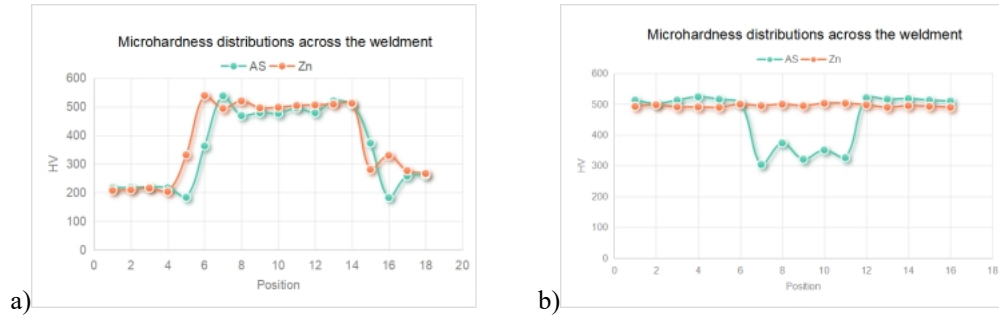 Microhardness distributions across the weldment
AS Zn
600
500
400
300
200
100
0
HV
0 2 4 6 8 10 12 14 16 18 20
Position
a)
Microhardness distributions across the weldment
AS Zn
600
500
400
300
200
100
0
HV
0 2 4 6 8 10 12 14 16 18
Position
b)